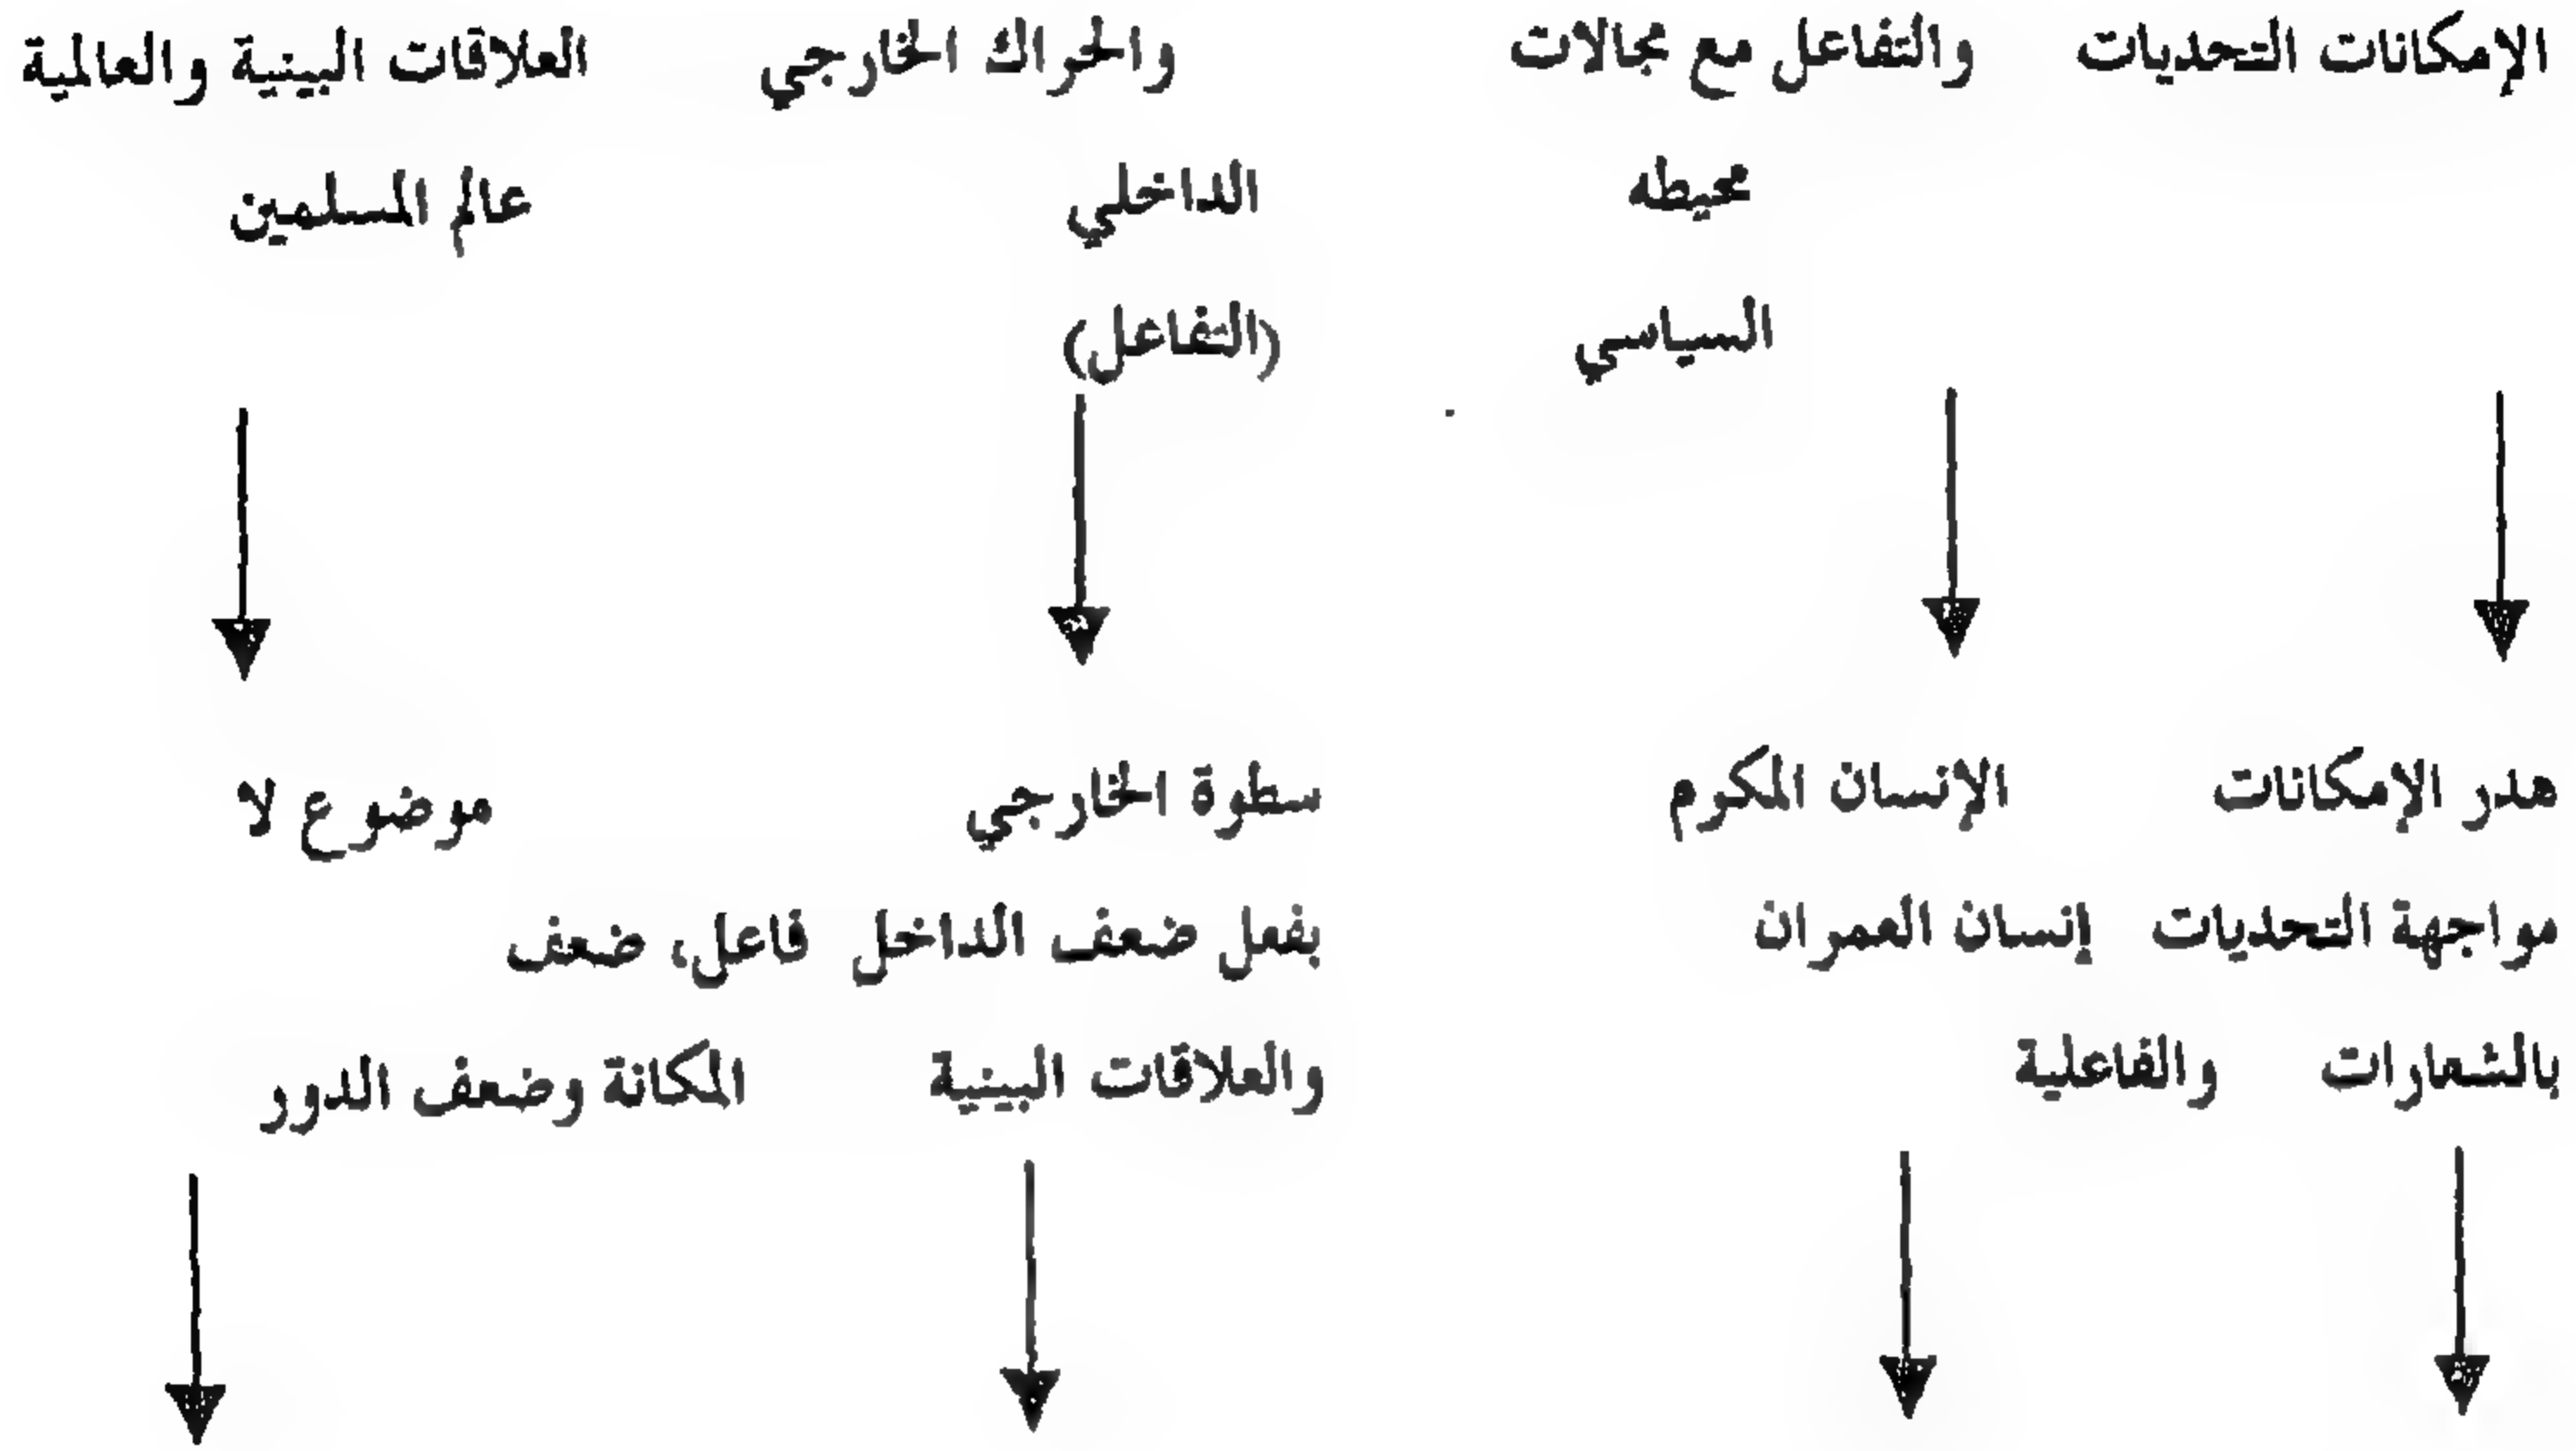 الإمكانات التحديات والتفاعل مع مجالات والحراك الخارجي العلاقات البينية والعالمية
محيطه الداخلي عالم المسلمين
السياسي (التفاعل)
هدر الإمكانات الإنسان المكرم سطوة الخارجي موضوع لا
مواجهة التحديات إنسان العمران بفعل ضعف الداخل فاعل، ضعف
بالشعارات والفاعلية والعلاقات البينية المكانة وضعف الدور